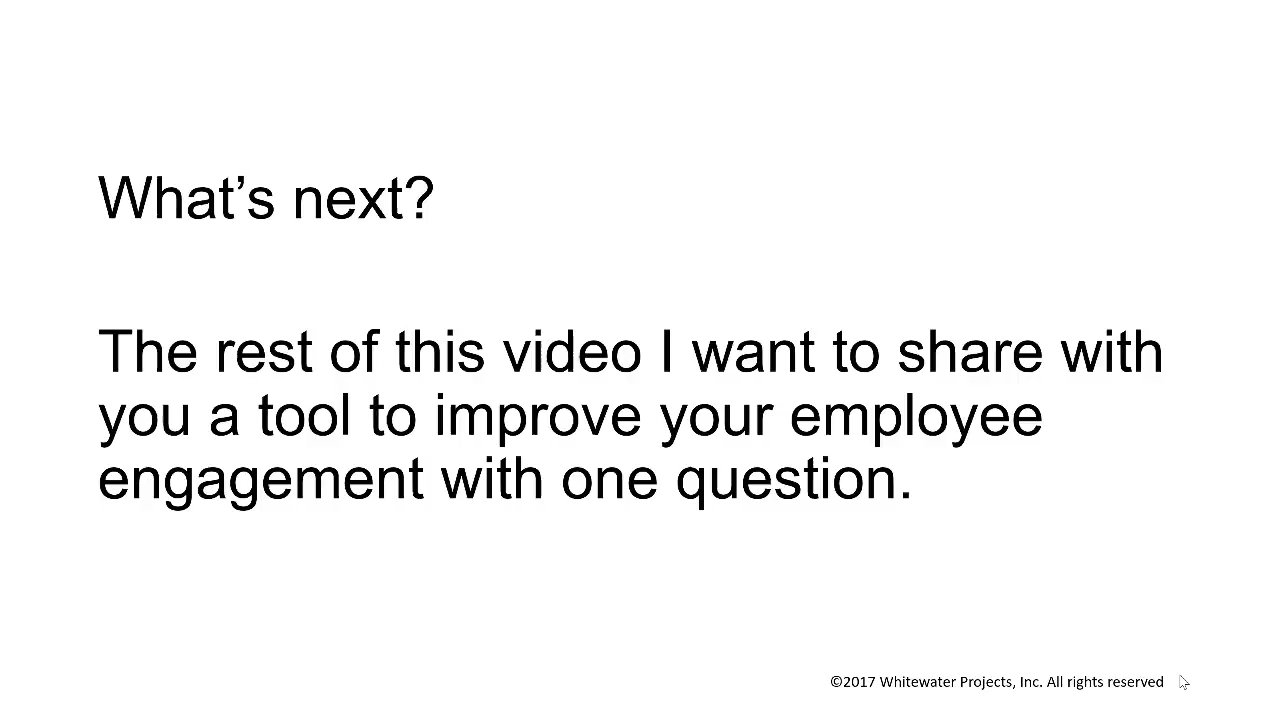 What’s next?
The rest of this video I want to share with
you a tool to improve your employee
engagement with one question.
©2017 Whitewater Projects, Inc. All rights reserved